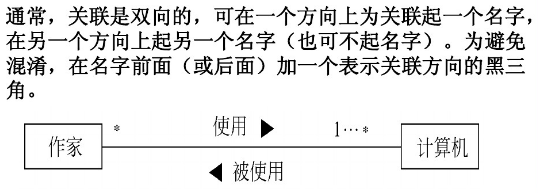 通常，关联是双向的，可在一个方向上为关联起一个名字，
在另一个方向上起另一个名字（也可不起名字）。为避免
混淆，在名字前面（或后面）加一个表示关联方向的黑三
角。
作家 * 使用 ▶ 1…* 计算机
◀ 被使用